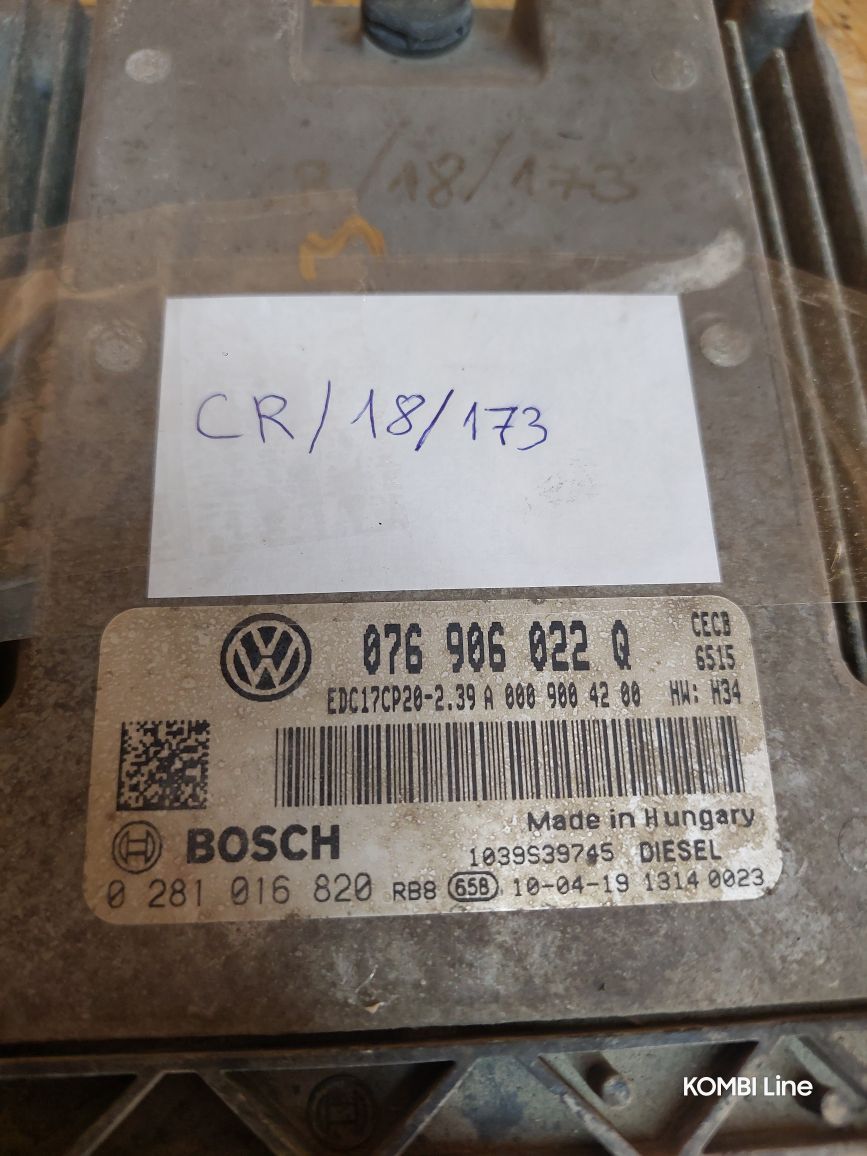 8/18/173
M
CR/18/173
076 906 022 Q
CECB
6515
EDC17CP20-2.39 A 000 900 42 00 HW: H34
Made in Hungary
BOSCH
1039S39745 DIESEL
0 281 016 820 RB8 658 10-04-19 1314 0023
KOMBI Line